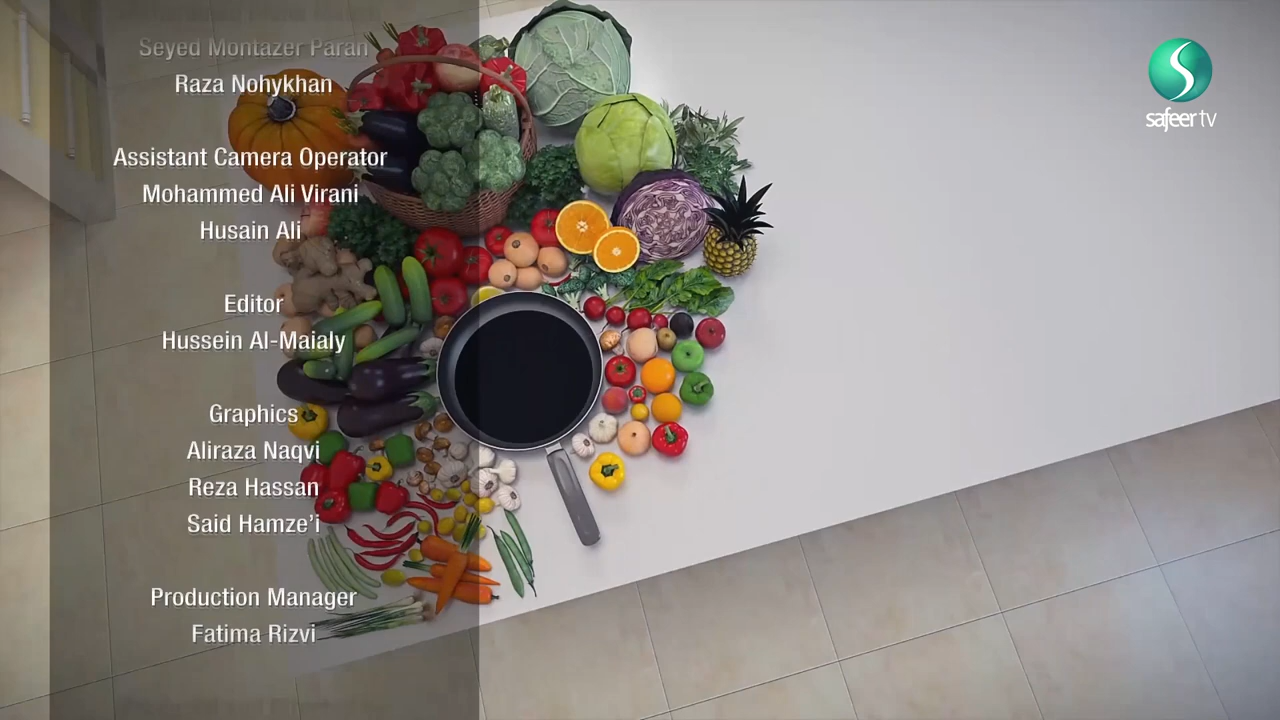 Seyed Montazer Paran
Raza Nohykhan
Assistant Camera Operator
Mohammed Ali Virani
Husain Ali
Editor
Hussein Al-Maialy
Graphics
Aliraza Naqvi
Reza Hassan
Said Hamze'i
Production Manager
Fatima Rizvi
safeer tv